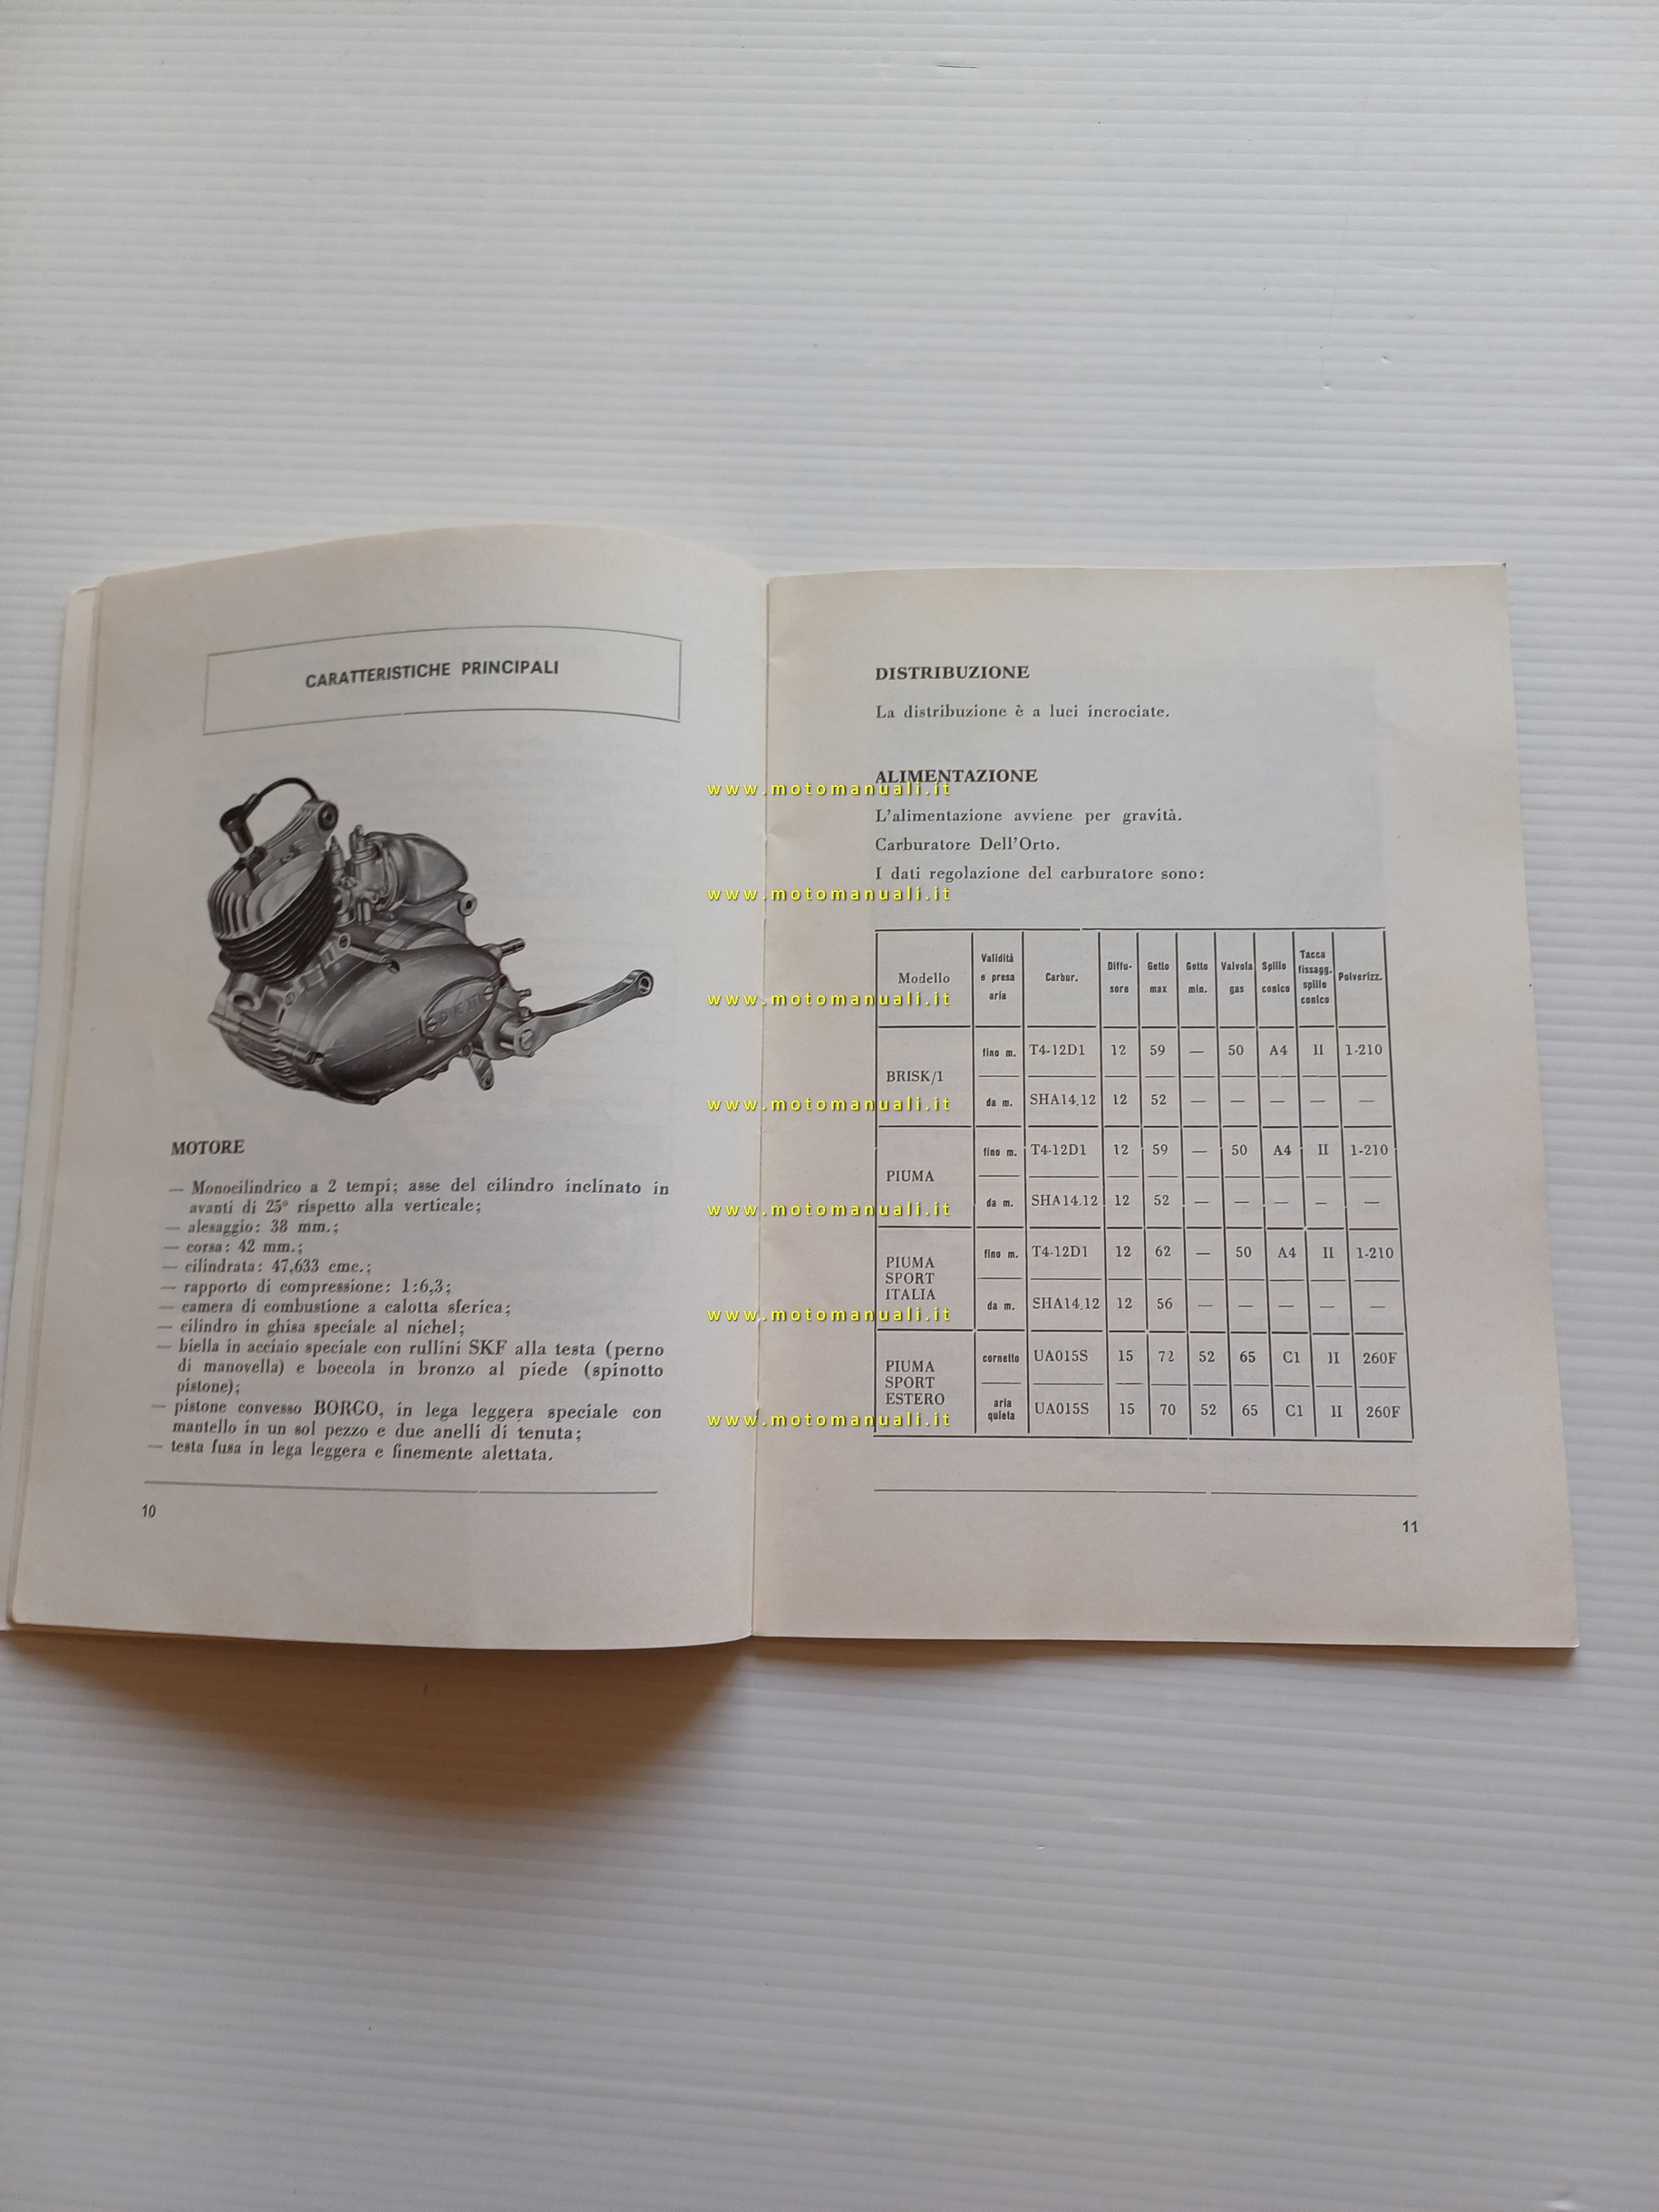 CARATTERISTICHE PRINCIPALI
DUCATI
MOTORE
— Monocilindrico a 2 tempi; asse del cilindro inclinato in
avanti di 25° rispetto alla verticale;
— alesaggio: 38 mm.;
— corsa: 42 mm.;
— cilindrata: 47,633 cmc.;
— rapporto di compressione: 1:6,3;
— camera di combustione a calotta sferica;
— cilindro in ghisa speciale al nichel;
— biella in acciaio speciale con rullini SKF alla testa (perno
di manovella) e boccola in bronzo al piede (spinotto
pistone);
— pistone convesso BORGO, in lega leggera speciale con
mantello in un sol pezzo e due anelli di tenuta;
— testa fusa in lega leggera e finemente alettata.
10
DISTRIBUZIONE
La distribuzione è a luci incrociate.
ALIMENTAZIONE
www.motomanuali.it
L'alimentazione avviene per gravità.
Carburatore Dell'Orto.
I dati regolazione del carburatore sono:
www.motomanuali.it
Modello Validità e presa aria Carbur. Diffu-sore Getto max Getto min. Valvola gas Spillo conico Tacca fissagg. spillo conico Polverizz.
www.motomanuali.it
BRISK/1 fino m. T4-12D1 12 59 — 50 A4 II 1-210
da m. SHA14.12 12 52 — — — — —
www.motomanuali.it
PIUMA fino m. T4-12D1 12 59 — 50 A4 II 1-210
da m. SHA14.12 12 52 — — — — —
www.motomanuali.it
PIUMA SPORT ITALIA fino m. T4-12D1 12 62 — 50 A4 II 1-210
da m. SHA14.12 12 56 — — — — —
www.motomanuali.it
PIUMA SPORT ESTERO cornetto UA015S 15 72 52 65 C1 II 260F
aria quieta UA015S 15 70 52 65 C1 II 260F
www.motomanuali.it
11